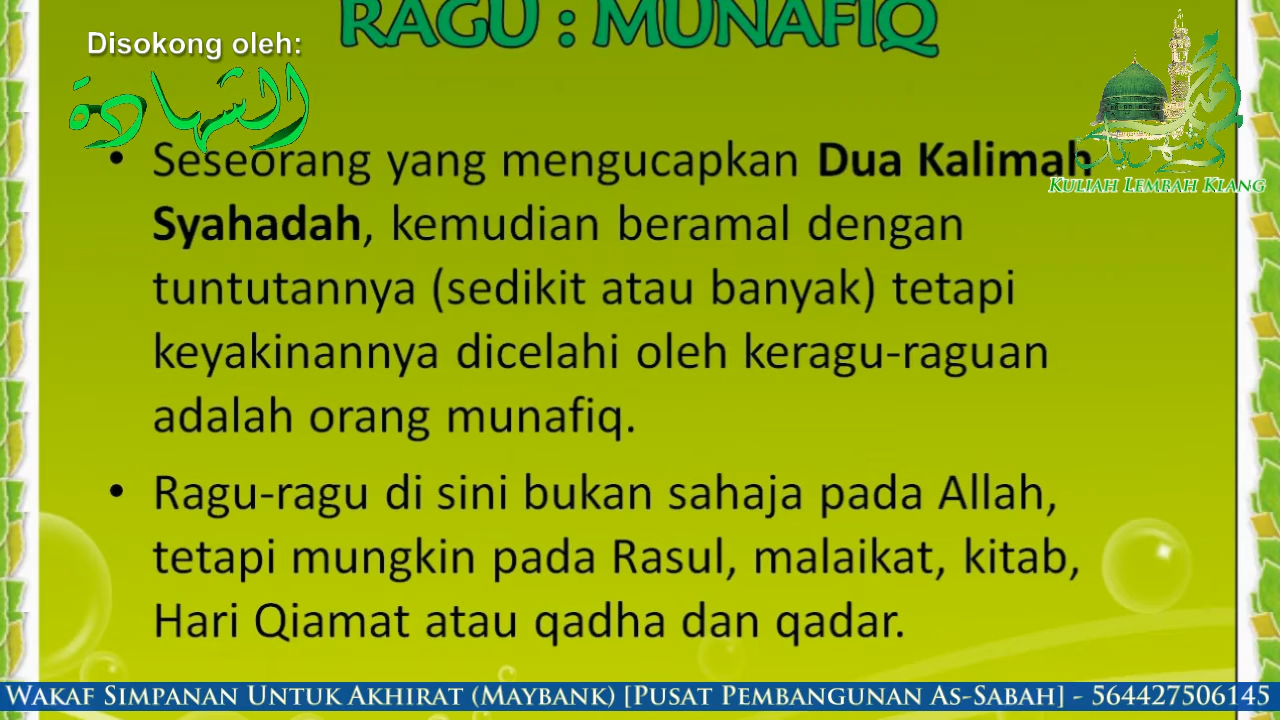 RAGU : MUNAFIQ
Disokong oleh:
الشهادة
KULIAH LEMBAH KLANG
• Seseorang yang mengucapkan Dua Kalimah
Syahadah, kemudian beramal dengan
tuntutannya (sedikit atau banyak) tetapi
keyakinannya dicelahi oleh keragu-raguan
adalah orang munafiq.
• Ragu-ragu di sini bukan sahaja pada Allah,
tetapi mungkin pada Rasul, malaikat, kitab,
Hari Qiamat atau qadha dan qadar.
WAKAF SIMPANAN UNTUK AKHIRAT (MAYBANK) [PUSAT PEMBANGUNAN AS-SABAH] - 564427506145